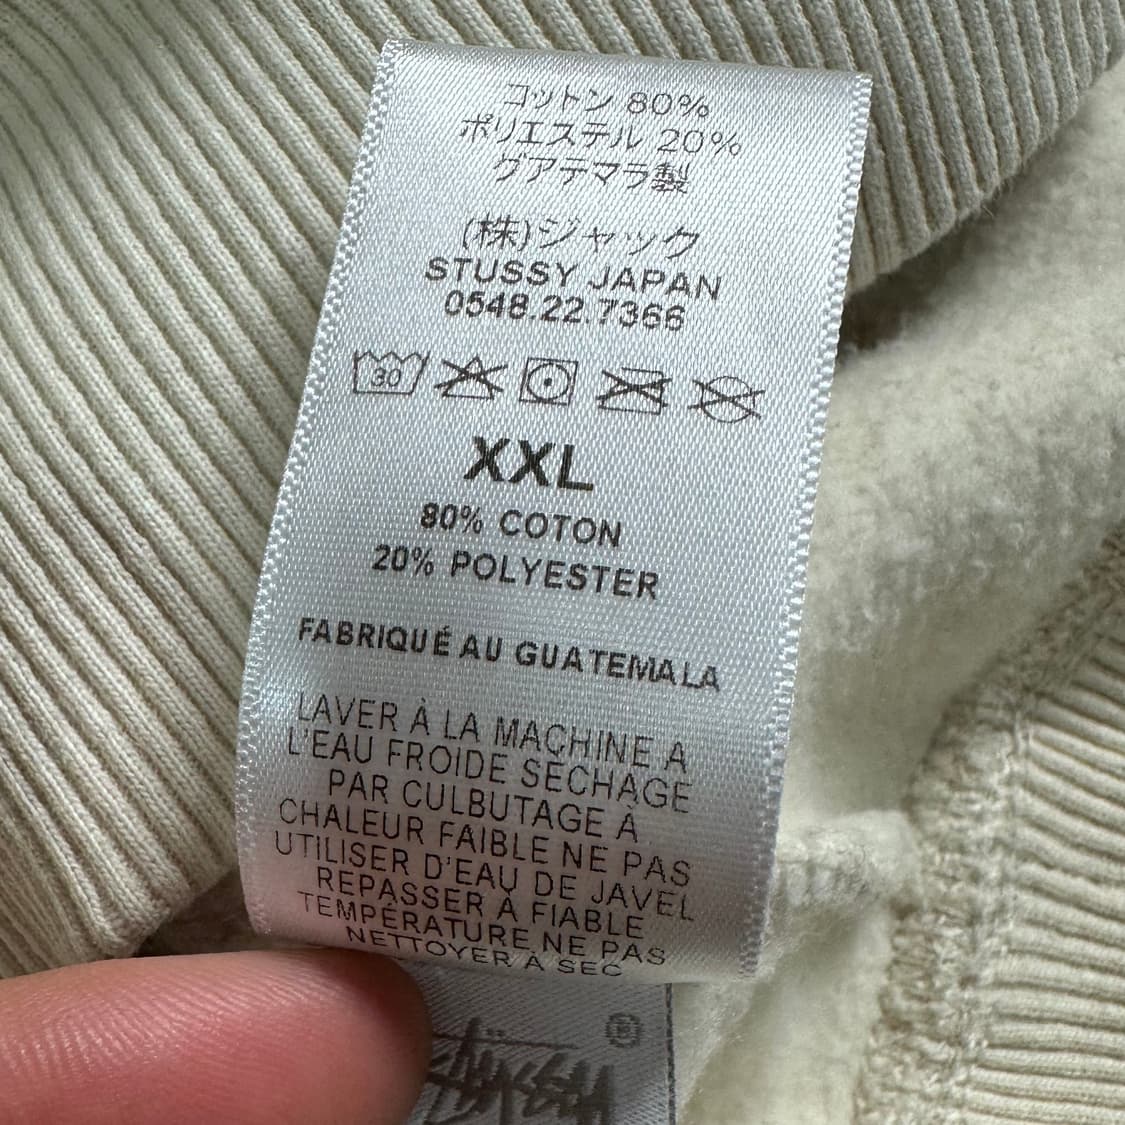 コットン 80%
ポリエステル 20%
グアテマラ製
(株)ジャック
STUSSY JAPAN
0548.22.7366
30
XXL
80% COTON
20% POLYESTER
FABRIQUÉ AU GUATEMALA
LAVER À LA MACHINE A
L'EAU FROIDE SECHAGE
PAR CULBUTAGE À
CHALEUR FAIBLE NE PAS
UTILISER D'EAU DE JAVEL
REPASSER À FIABLE
TEMPÉRATURE NE PAS
NETTOYER À SEC
Stüssy